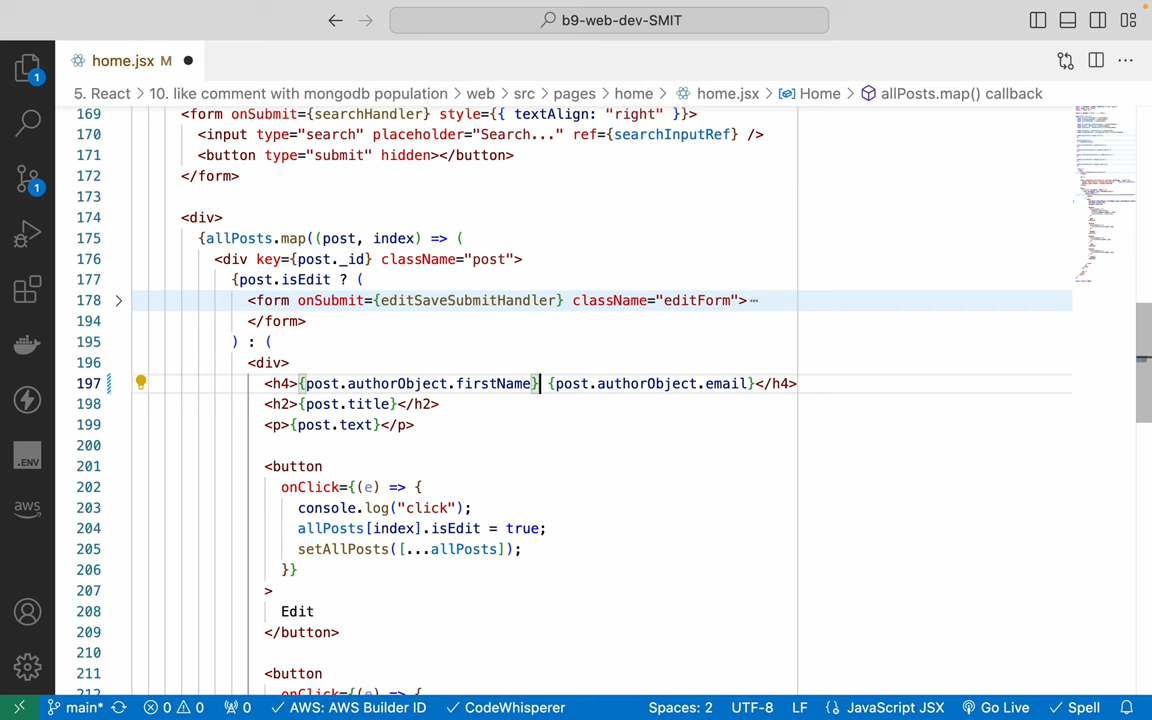 b9-web-dev-SMIT
home.jsx M
5. React > 10. like comment with mongodb population > web > src > pages > home > home.jsx > Home > allPosts.map() callback
169 <form onSubmit={searchHandler} style={{ textAlign: "right" }}>
170 <input type="search" placeholder="Search..." ref={searchInputRef} />
171 <button type="submit" hidden></button>
172 </form>
173
174 <div>
175 {allPosts.map((post, index) => (
176 <div key={post._id} className="post">
177 {post.isEdit ? (
178 <form onSubmit={editSaveSubmitHandler} className="editForm">⋯
194 </form>
195 ) : (
196 <div>
197 <h4>{post.authorObject.firstName} {post.authorObject.email}</h4>
198 <h2>{post.title}</h2>
199 <p>{post.text}</p>
200
201 <button
202 onClick={(e) => {
203 console.log("click");
204 allPosts[index].isEdit = true;
205 setAllPosts([...allPosts]);
206 }}
207 >
208 Edit
209 </button>
210
211 <button
212 onClick={(e) => {
1
1
.ENV
aws
main* 0 0 0 AWS: AWS Builder ID CodeWhisperer Spaces: 2 UTF-8 LF JavaScript JSX Go Live Spell